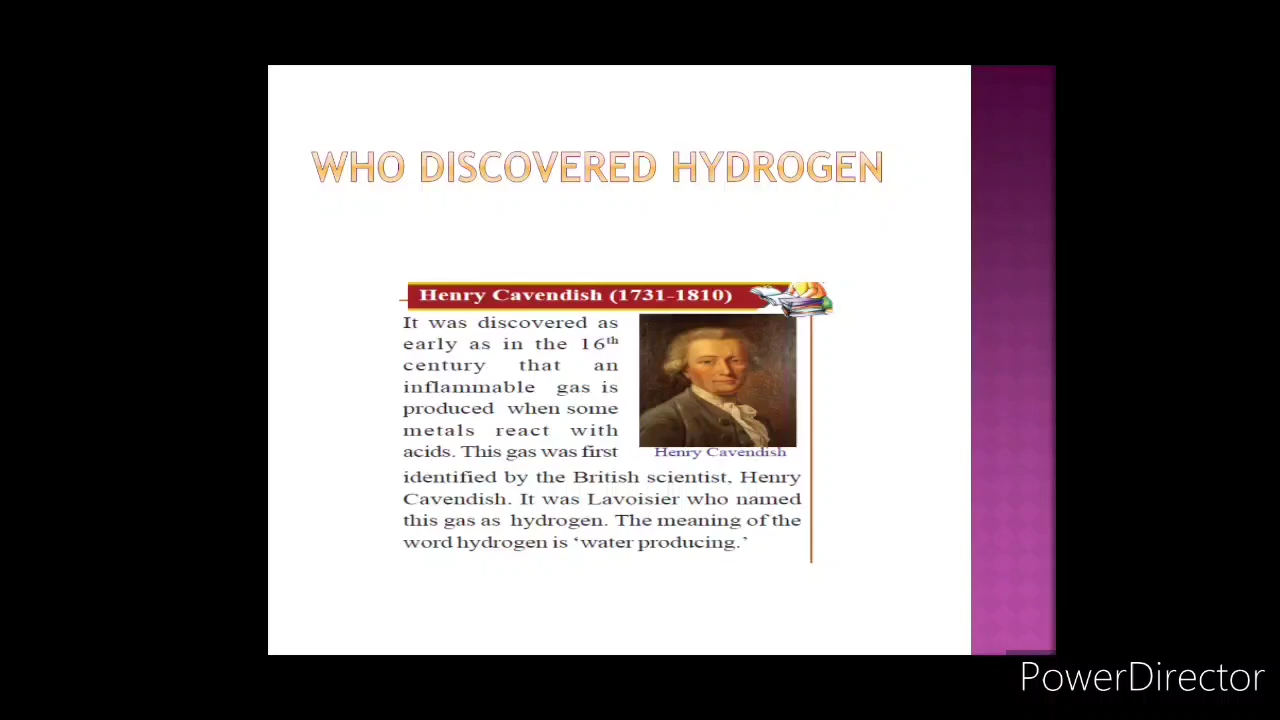 WHO DISCOVERED HYDROGEN
Henry Cavendish (1731-1810)
It was discovered as
early as in the 16th
century that an
inflammable gas is
produced when some
metals react with
acids. This gas was first
Henry Cavendish
identified by the British scientist, Henry
Cavendish. It was Lavoisier who named
this gas as hydrogen. The meaning of the
word hydrogen is ‘water producing.’
PowerDirector